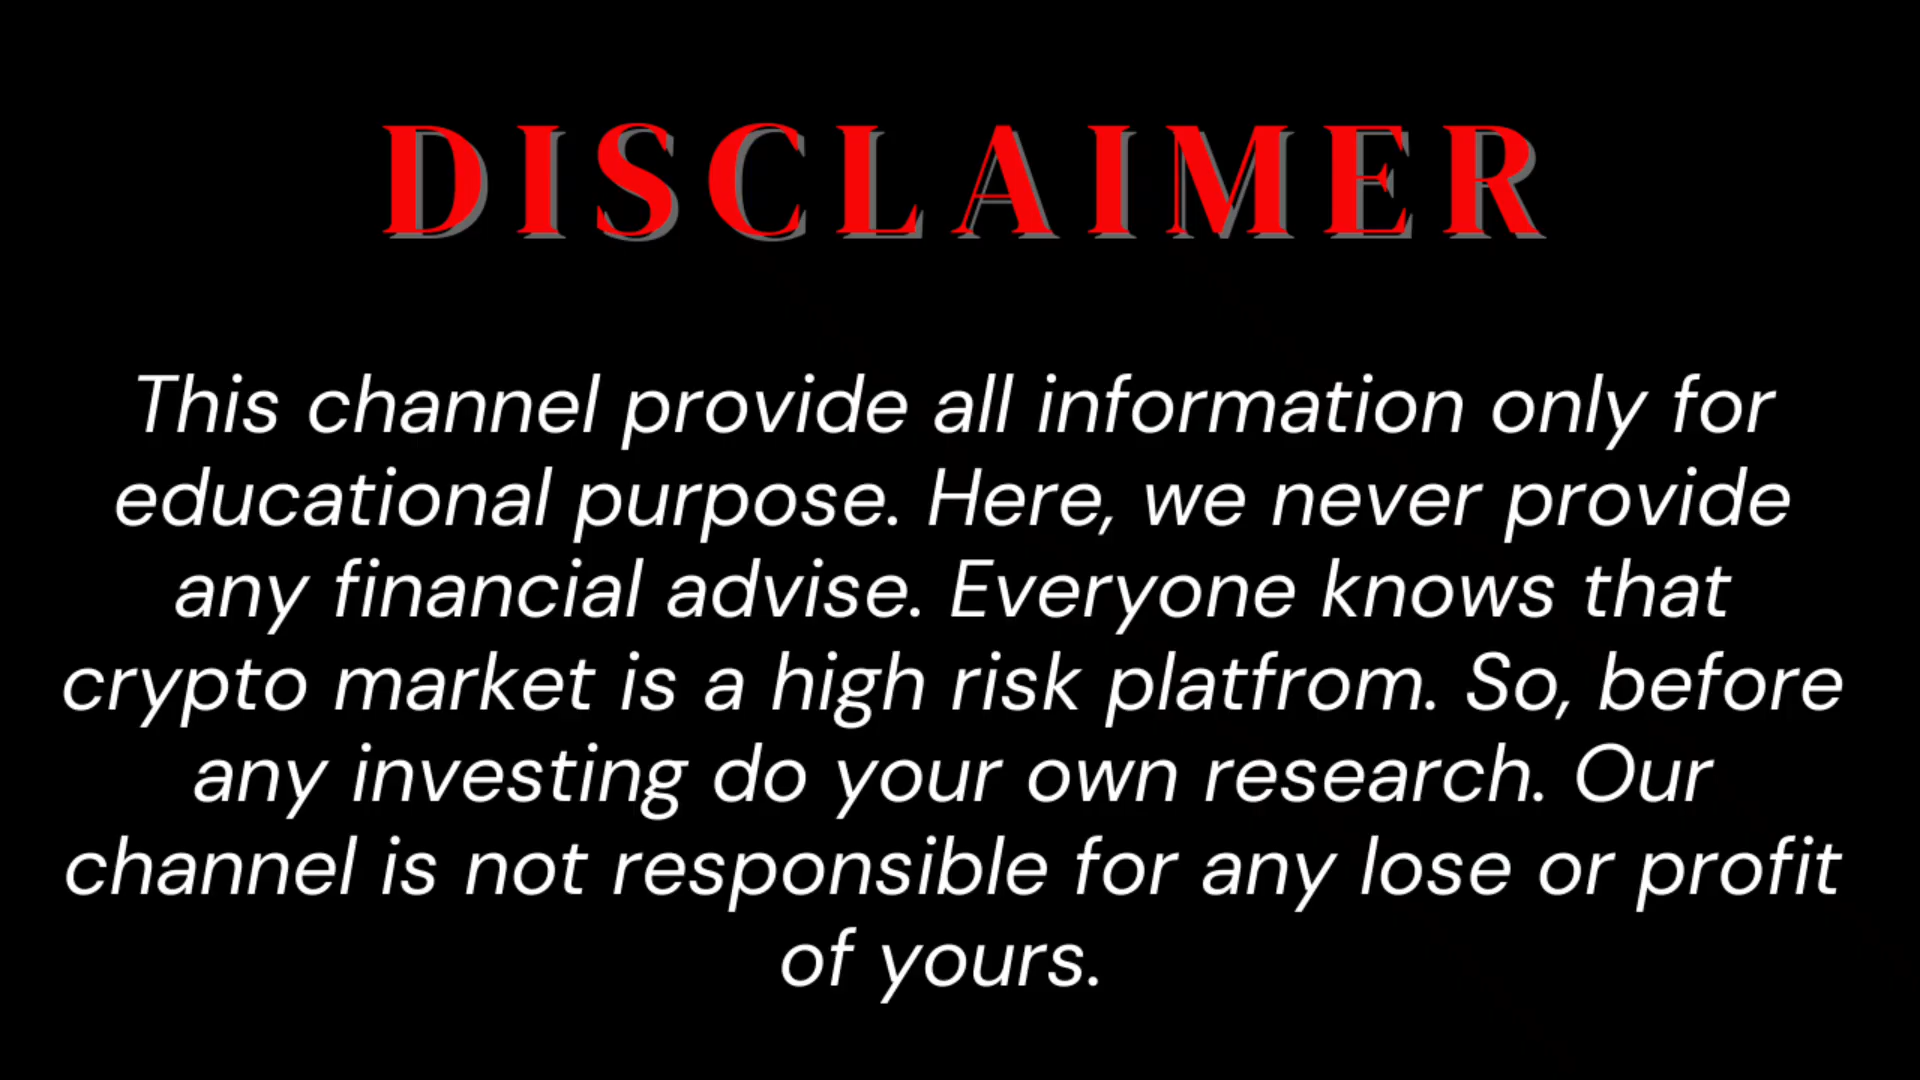 DISCLAIMER
This channel provide all information only for
educational purpose. Here, we never provide
any financial advise. Everyone knows that
crypto market is a high risk platfrom. So, before
any investing do your own research. Our
channel is not responsible for any lose or profit
of yours.